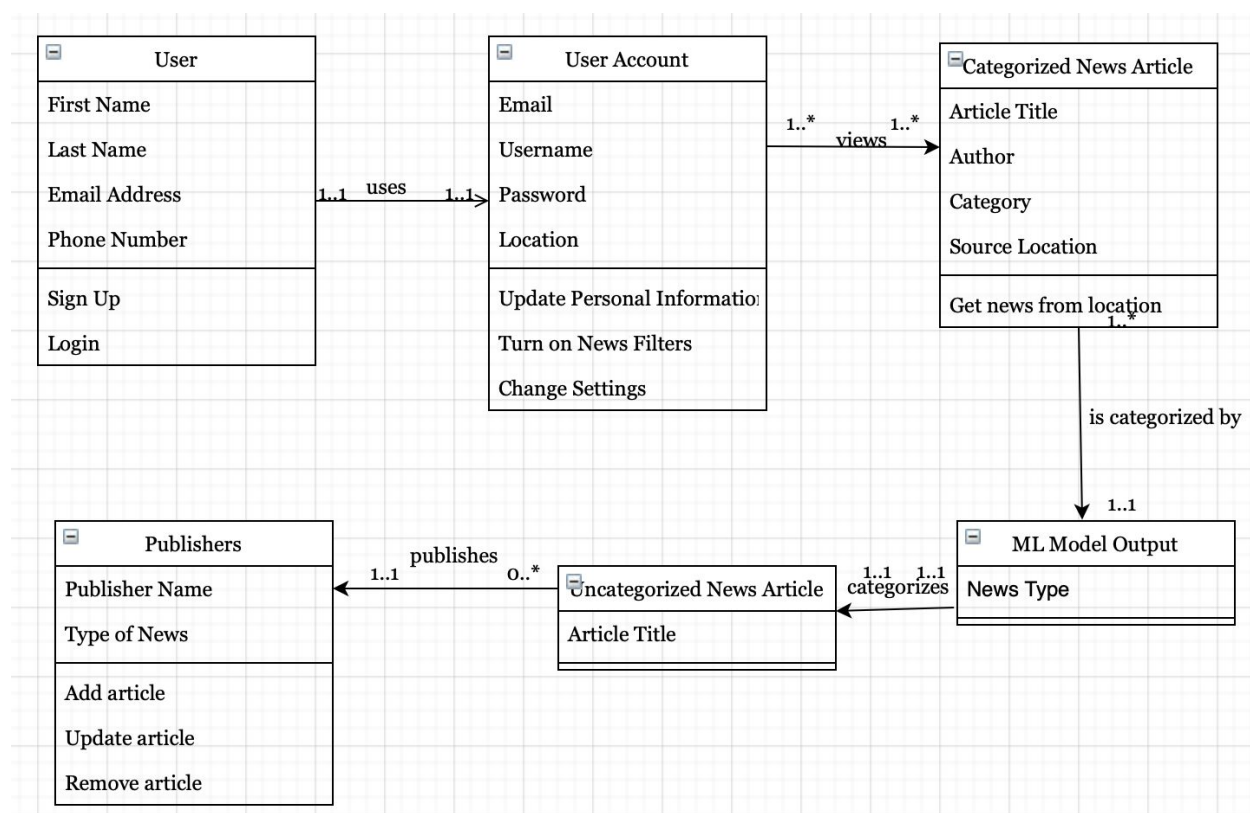 User
First Name
Last Name
Email Address
Phone Number
Sign Up
Login
1..1
uses
1..1
User Account
Email
Username
Password
Location
Update Personal Information
Turn on News Filters
Change Settings
1..*
views
1..*
Categorized News Article
Article Title
Author
Category
Source Location
Get news from location
1..*
is categorized by
1..1
Publishers
Publisher Name
Type of News
Add article
Update article
Remove article
1..1
publishes
0..*
Uncategorized News Article
Article Title
1..1
categorizes
1..1
ML Model Output
News Type